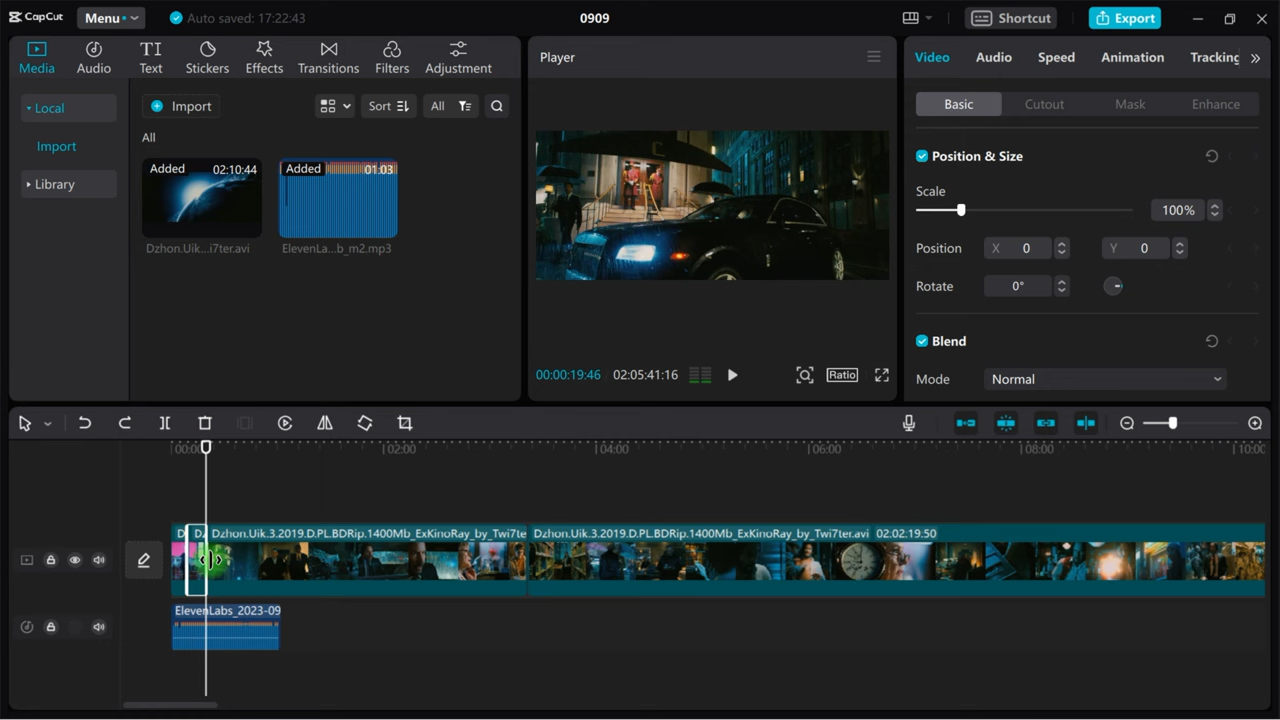 CapCut
Menu
Auto saved: 17:22:43
0909
Shortcut
Export
Media
Audio
Text
Stickers
Effects
Transitions
Filters
Adjustment
Local
Import
Library
Import
Sort
All
All
Added
02:10:44
Dzhon.Uik...i7ter.avi
Added
01:03
ElevenLa...b_m2.mp3
Player
00:00:19:46
02:05:41:16
Ratio
Video
Audio
Speed
Animation
Tracking
Basic
Cutout
Mask
Enhance
Position & Size
Scale
100%
Position
X 0
Y 0
Rotate
0°
Blend
Mode
Normal
02:00
04:00
06:00
08:00
10:00
Dzhon.Uik.3.2019.D.PL.BDRip.1400Mb_ExKinoRay_by_Twi7te
Dzhon.Uik.3.2019.D.PL.BDRip.1400Mb_ExKinoRay_by_Twi7ter.avi 02:02:19:50
ElevenLabs_2023-09